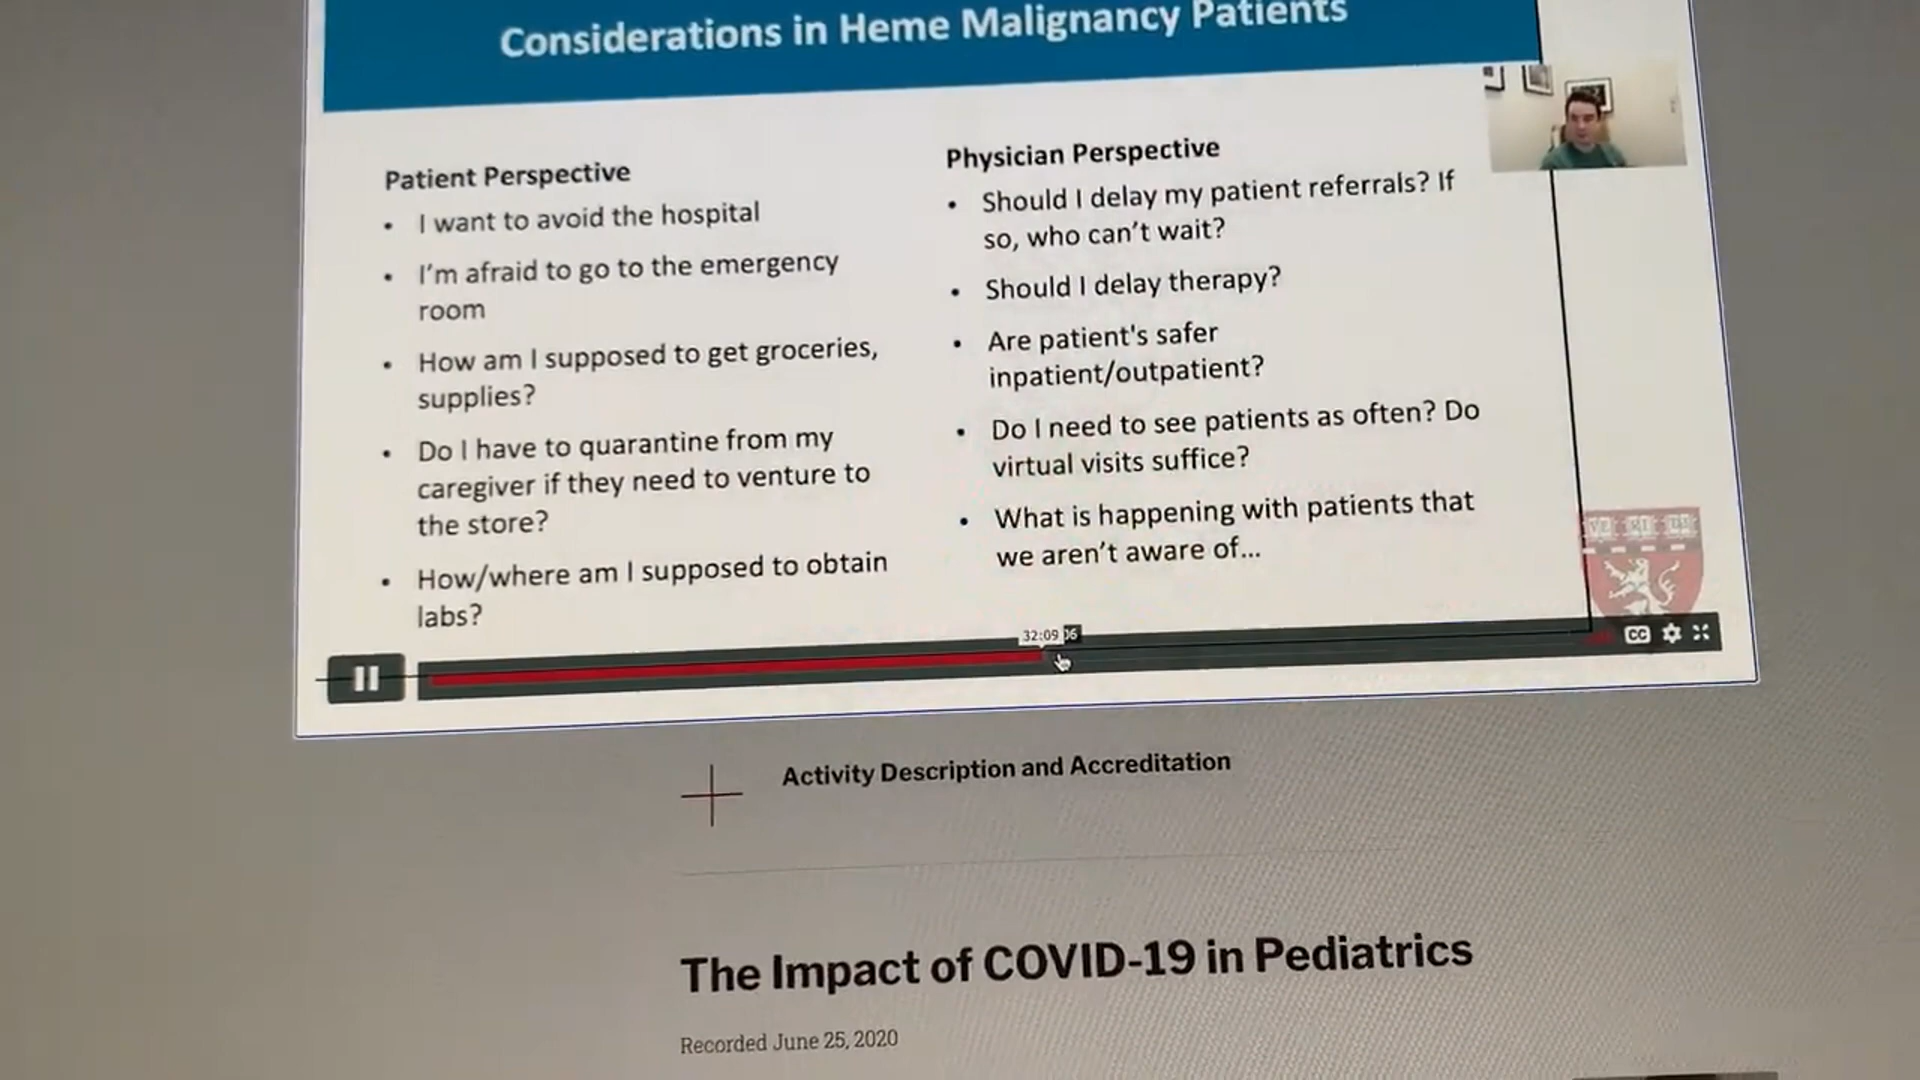 Considerations in Heme Malignancy Patients
Patient Perspective
• I want to avoid the hospital
• I'm afraid to go to the emergency
room
• How am I supposed to get groceries,
supplies?
• Do I have to quarantine from my
caregiver if they need to venture to
the store?
• How/where am I supposed to obtain
labs?
Physician Perspective
• Should I delay my patient referrals? If
so, who can't wait?
• Should I delay therapy?
• Are patient's safer
inpatient/outpatient?
• Do I need to see patients as often? Do
virtual visits suffice?
• What is happening with patients that
we aren't aware of...
VE RI TAS
32:09
06
CC
Activity Description and Accreditation
The Impact of COVID-19 in Pediatrics
Recorded June 25, 2020